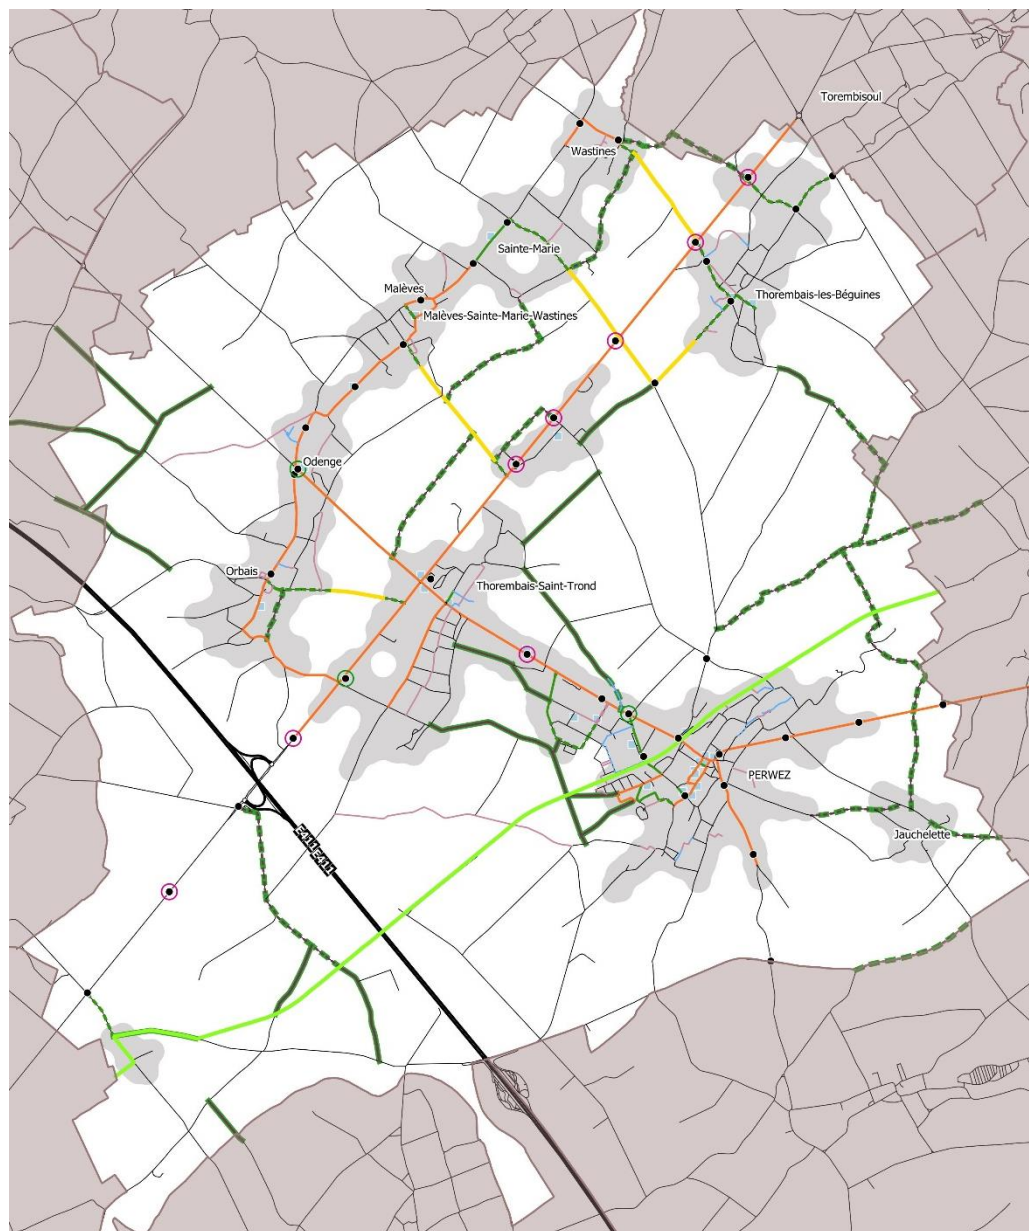 Torembisoul
Wastines
Sainte-Marie
Malèves
Thorembais-les-Béguines
Malèves-Sainte-Marie-Wastines
Odenge
Orbais
Thorembais-Saint-Trond
PERWEZ
E411
E411
Jauchelette